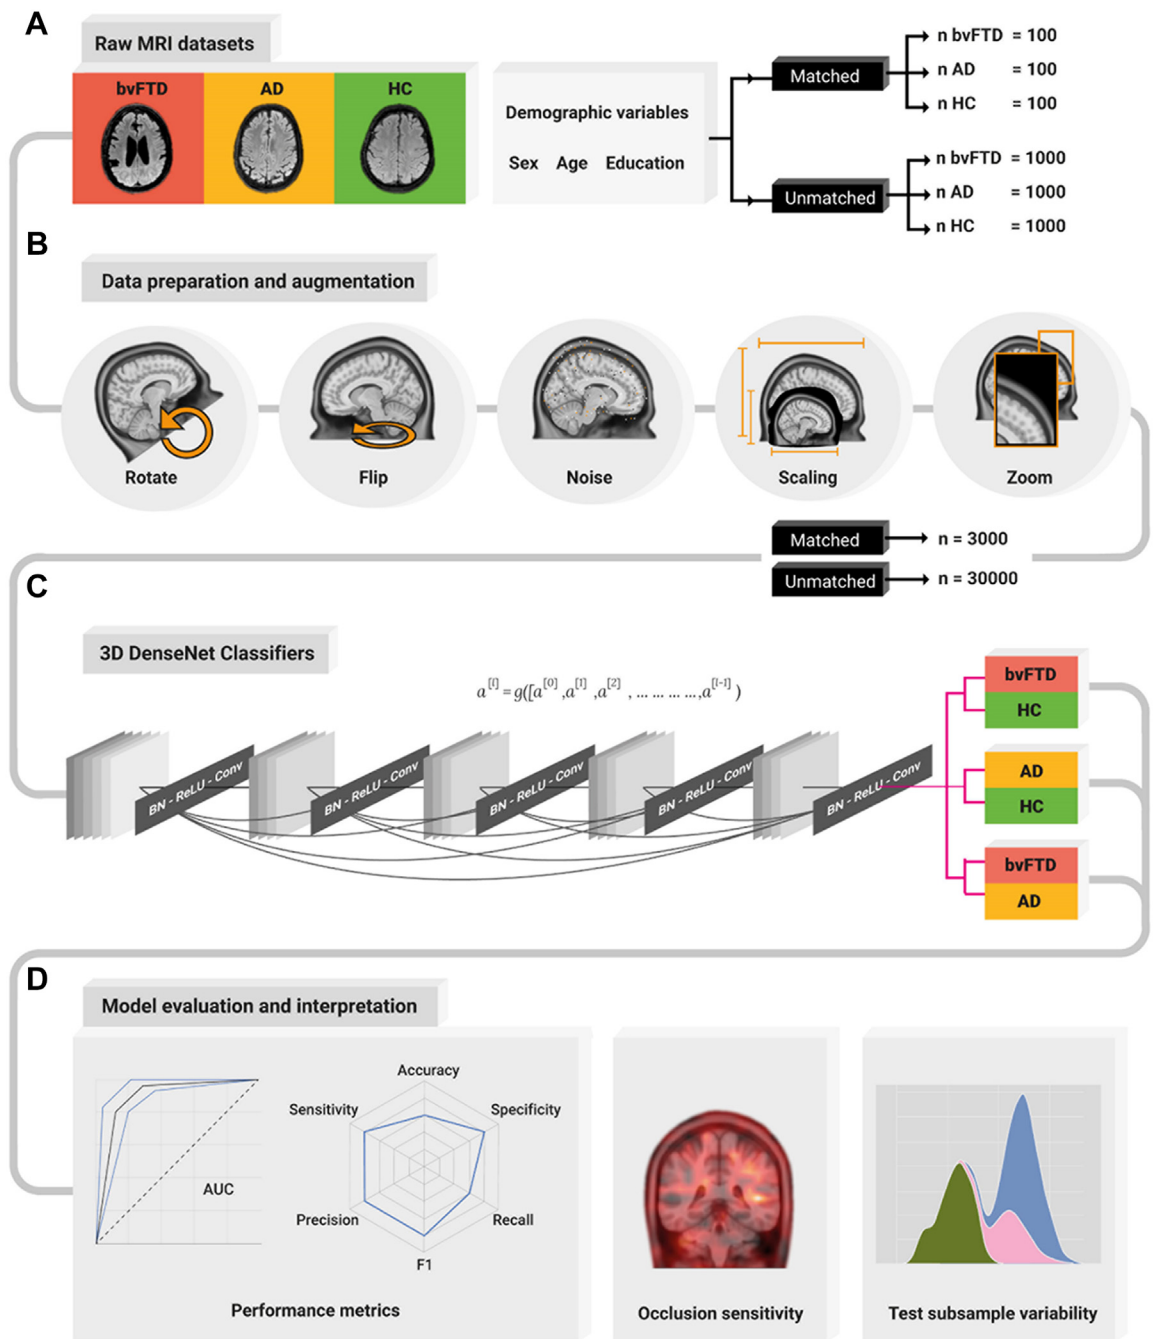 A
Raw MRI datasets
bvFTD AD HC
Demographic variables
Sex Age Education
Matched
n bvFTD = 100
n AD = 100
n HC = 100
Unmatched
n bvFTD = 1000
n AD = 1000
n HC = 1000
B
Data preparation and augmentation
Rotate Flip Noise Scaling Zoom
Matched n = 3000
Unmatched n = 30000
C
3D DenseNet Classifiers
a^[l] = g([a^[0] ,a^[1] ,a^[2] , ... ... ... ...,a^[l-1] )
BN - ReLU - Conv
BN - ReLU - Conv
BN - ReLU - Conv
BN - ReLU - Conv
BN - ReLU - Conv
bvFTD
HC
AD
HC
bvFTD
AD
D
Model evaluation and interpretation
AUC
Accuracy
Sensitivity Specificity
Precision Recall
F1
Performance metrics
Occlusion sensitivity
Test subsample variability